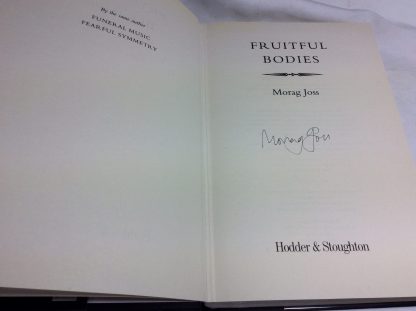 By the same author
FUNERAL MUSIC
FEARFUL SYMMETRY
FRUITFUL
BODIES
Morag Joss
Morag Joss
Hodder & Stoughton